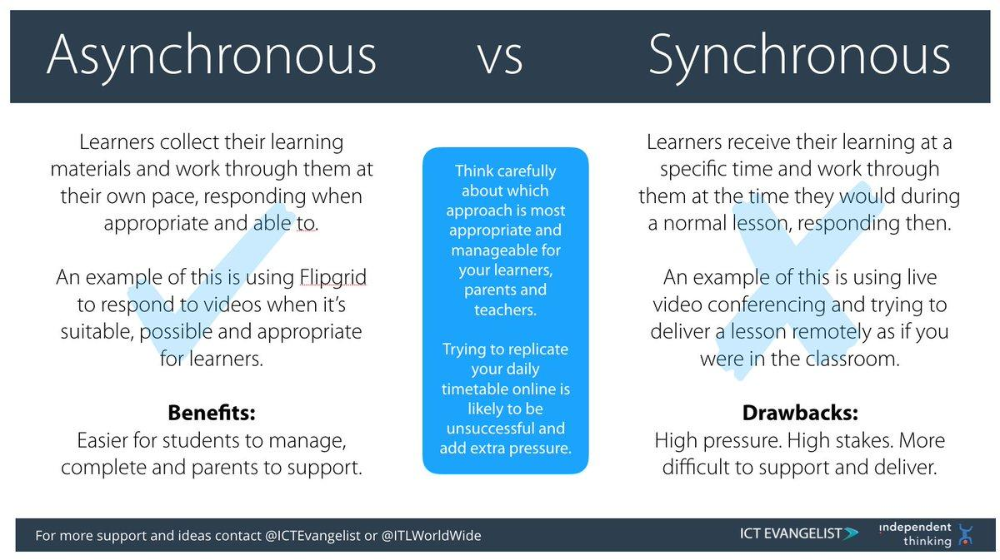 Asynchronous vs Synchronous
Learners collect their learning
materials and work through them at
their own pace, responding when
appropriate and able to.
An example of this is using Flipgrid
to respond to videos when it's
suitable, possible and appropriate
for learners.
Benefits:
Easier for students to manage,
complete and parents to support.
Think carefully
about which
approach is most
appropriate and
manageable for
your learners,
parents and
teachers.
Trying to replicate
your daily
timetable online is
likely to be
unsuccessful and
add extra pressure.
Learners receive their learning at a
specific time and work through
them at the time they would during
a normal lesson, responding then.
An example of this is using live
video conferencing and trying to
deliver a lesson remotely as if you
were in the classroom.
Drawbacks:
High pressure. High stakes. More
difficult to support and deliver.
For more support and ideas contact @ICTEvangelist or @ITLWorldWide
ICT EVANGELIST
independent
thinking